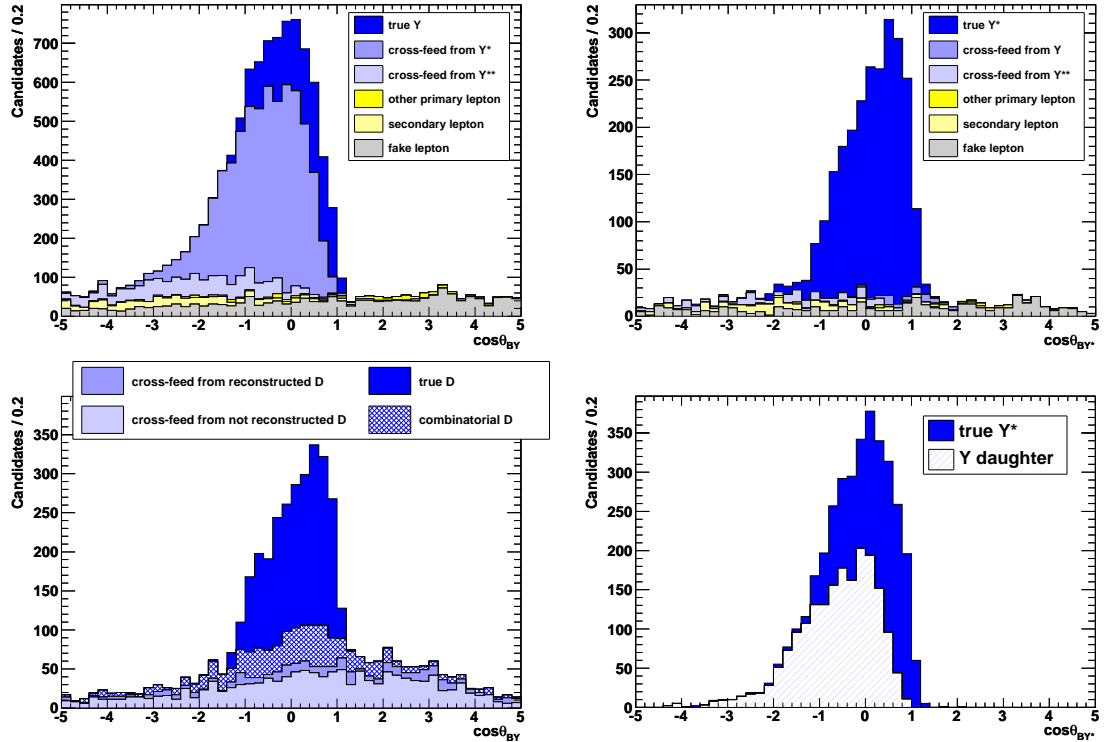 Candidates / 0.2
700
600
500
400
300
200
100
0
true Y
cross-feed from Y*
cross-feed from Y**
other primary lepton
secondary lepton
fake lepton
-5 -4 -3 -2 -1 0 1 2 3 4 5
cosθBY
Candidates / 0.2
300
250
200
150
100
50
0
true Y*
cross-feed from Y
cross-feed from Y**
other primary lepton
secondary lepton
fake lepton
-5 -4 -3 -2 -1 0 1 2 3 4 5
cosθBY*
cross-feed from reconstructed D true D
cross-feed from not reconstructed D combinatorial D
Candidates / 0.2
350
300
250
200
150
100
50
0
-5 -4 -3 -2 -1 0 1 2 3 4 5
cosθBY
Candidates / 0.2
350
300
250
200
150
100
50
0
true Y*
Y daughter
-5 -4 -3 -2 -1 0 1 2 3 4 5
cosθBY*